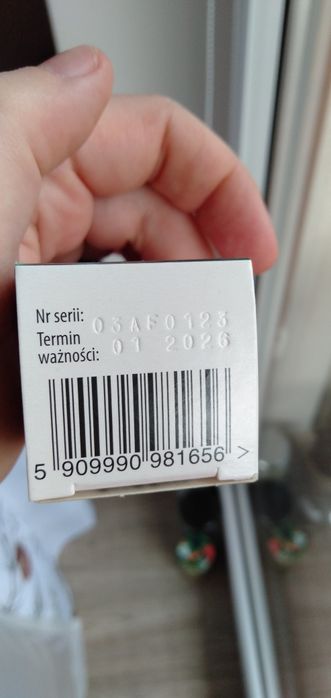 Nr serii: 03AF0123
Termin
ważności: 01 2026
5 909990 981656 >